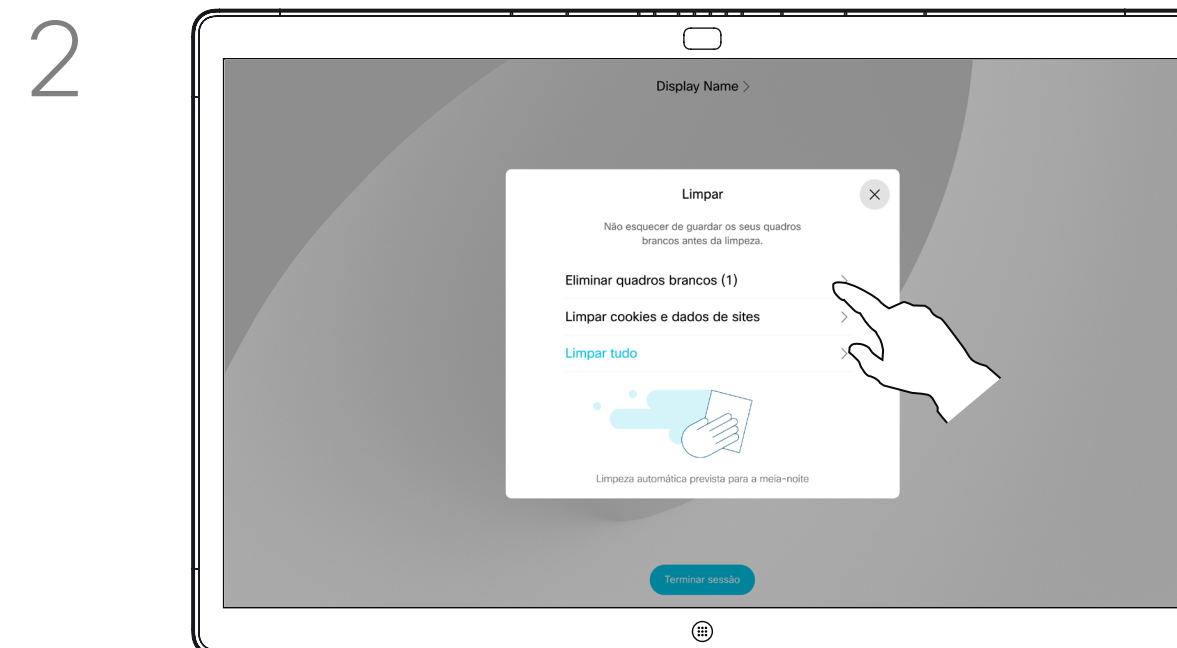 2
Display Name >
Limpar
Não esquecer de guardar os seus quadros
brancos antes da limpeza.
Eliminar quadros brancos (1)
Limpar cookies e dados de sites
Limpar tudo
Limpeza automática prevista para a meia-noite
Terminar sessão